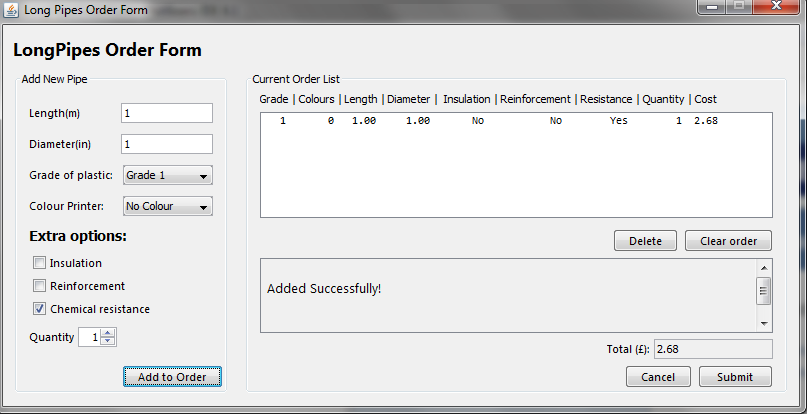 Long Pipes Order Form
LongPipes Order Form
Add New Pipe
Length(m) 1
Diameter(in) 1
Grade of plastic: Grade 1
Colour Printer: No Colour
Extra options:
Insulation
Reinforcement
Chemical resistance
Quantity 1
Add to Order
Current Order List
Grade | Colours | Length | Diameter | Insulation | Reinforcement | Resistance | Quantity | Cost
1 0 1.00 1.00 No No Yes 1 2.68
Delete Clear order
Added Successfully!
Total (£): 2.68
Cancel Submit